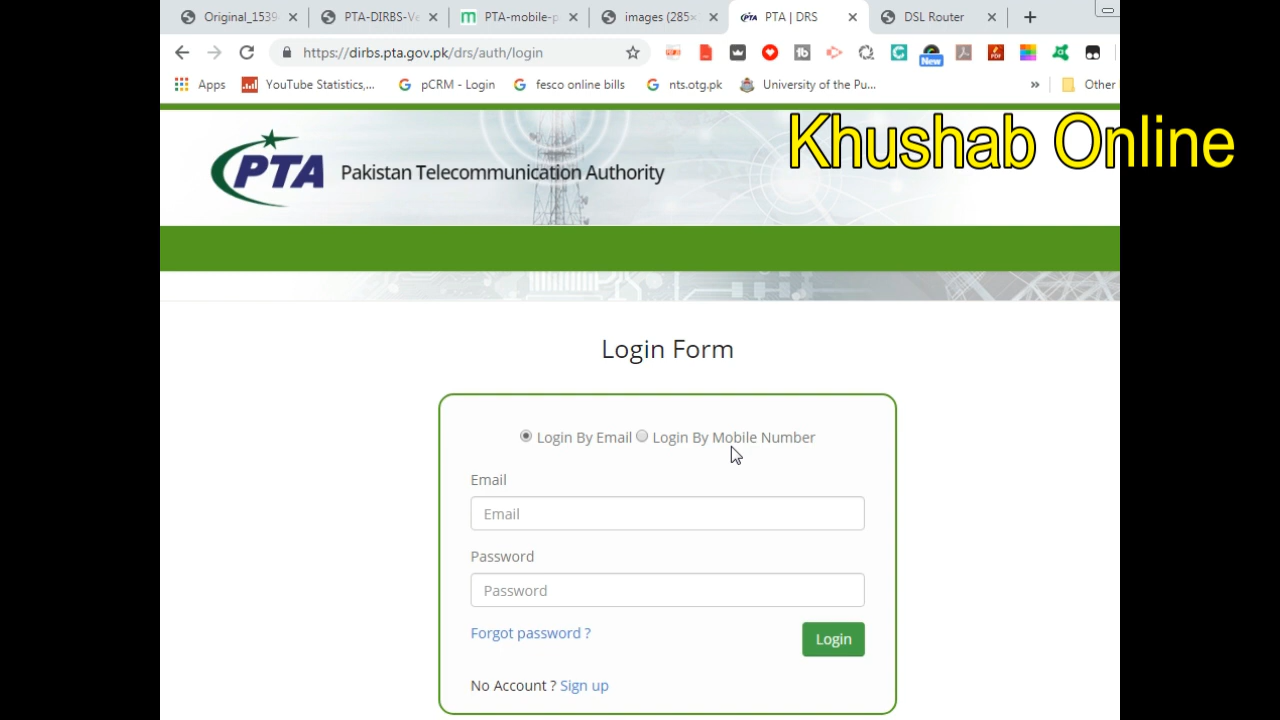 Original_1539
PTA-DIRBS-Ve
PTA-mobile-p
images (285×
PTA | DRS
DSL Router
https://dirbs.pta.gov.pk/drs/auth/login
New
Apps
YouTube Statistics,...
pCRM - Login
fesco online bills
nts.otg.pk
University of the Pu...
»
Other
Khushab Online
PTA
Pakistan Telecommunication Authority
Login Form
Login By Email Login By Mobile Number
Email
Email
Password
Password
Forgot password ?
Login
No Account ? Sign up